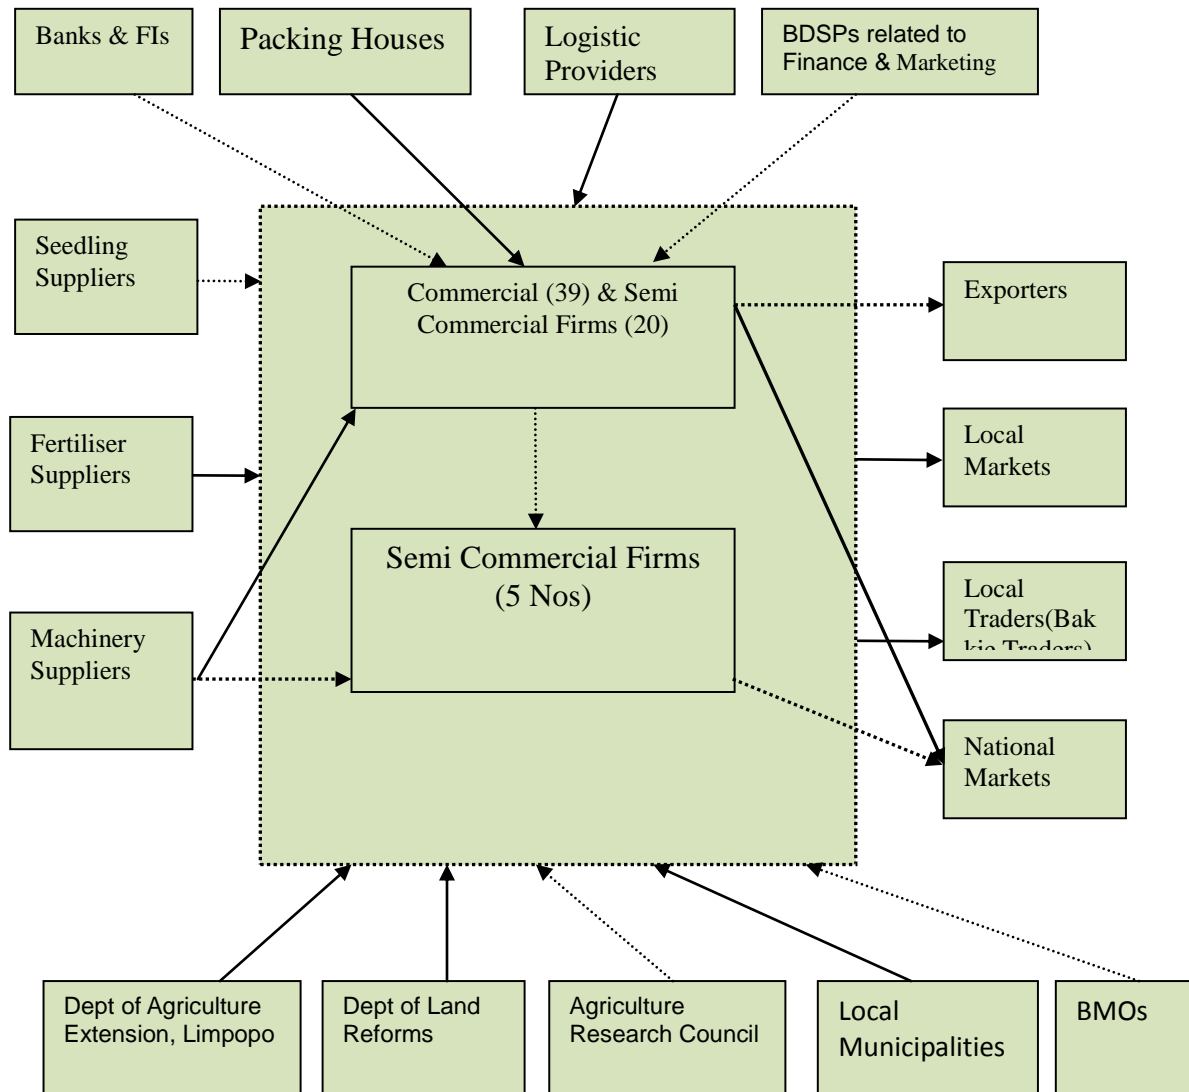 Banks & FIs
Packing Houses
Logistic
Providers
BDSPs related to
Finance & Marketing
Seedling
Suppliers
Commercial (39) & Semi
Commercial Firms (20)
Exporters
Fertiliser
Suppliers
Local
Markets
Semi Commercial Firms
(5 Nos)
Local
Traders(Bak
kie Traders)
Machinery
Suppliers
National
Markets
Dept of Agriculture
Extension, Limpopo
Dept of Land
Reforms
Agriculture
Research Council
Local
Municipalities
BMOs